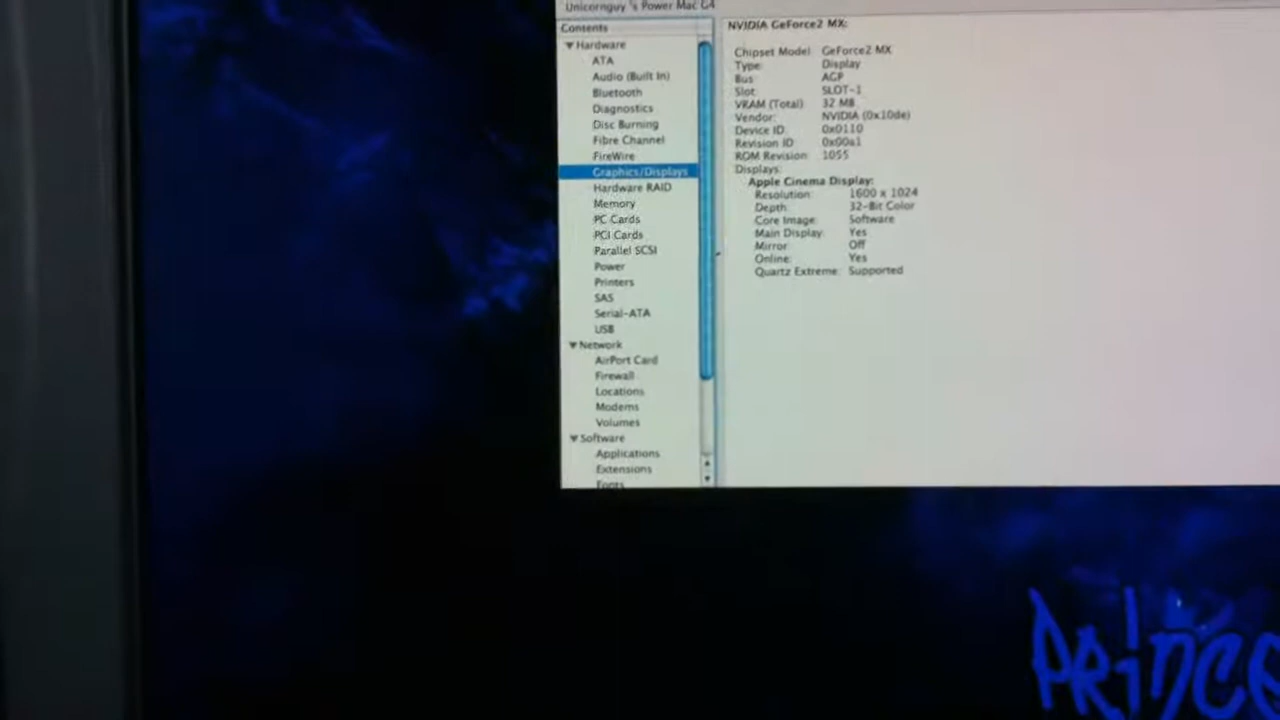 Unicornguy 's Power Mac G4
Contents
Hardware
ATA
Audio (Built In)
Bluetooth
Diagnostics
Disc Burning
Fibre Channel
FireWire
Graphics/Displays
Hardware RAID
Memory
PC Cards
PCI Cards
Parallel SCSI
Power
Printers
SAS
Serial-ATA
USB
Network
AirPort Card
Firewall
Locations
Modems
Volumes
Software
Applications
Extensions
Fonts
NVIDIA GeForce2 MX:
Chipset Model: GeForce2 MX
Type: Display
Bus: AGP
Slot: SLOT-1
VRAM (Total): 32 MB
Vendor: NVIDIA (0x10de)
Device ID: 0x0110
Revision ID: 0x00a1
ROM Revision: 1055
Displays:
Apple Cinema Display:
Resolution: 1600 x 1024
Depth: 32-Bit Color
Core Image: Software
Main Display: Yes
Mirror: Off
Online: Yes
Quartz Extreme: Supported
PRiNCE